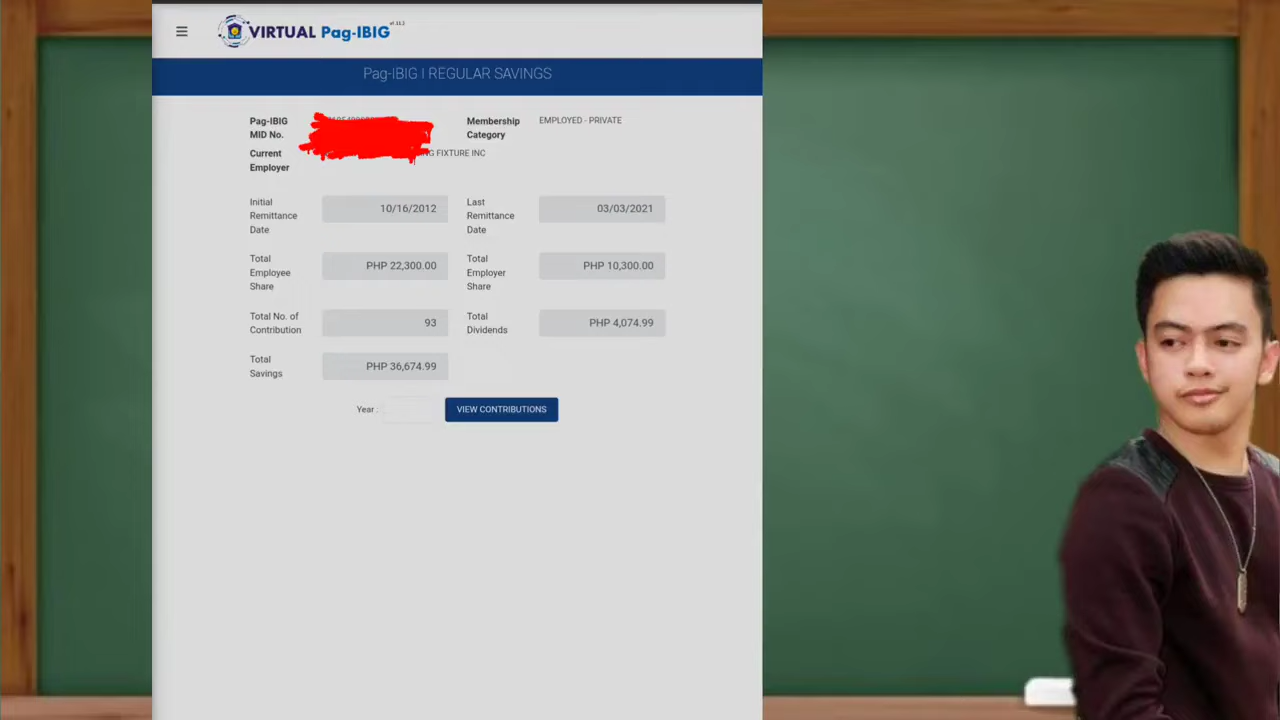 VIRTUAL Pag-IBIG v1.11.2
Pag-IBIG I REGULAR SAVINGS
Pag-IBIG MID No.
Membership Category EMPLOYED - PRIVATE
Current Employer FIXTURE INC
Initial Remittance Date 10/16/2012
Last Remittance Date 03/03/2021
Total Employee Share PHP 22,300.00
Total Employer Share PHP 10,300.00
Total No. of Contribution 93
Total Dividends PHP 4,074.99
Total Savings PHP 36,674.99
Year : VIEW CONTRIBUTIONS